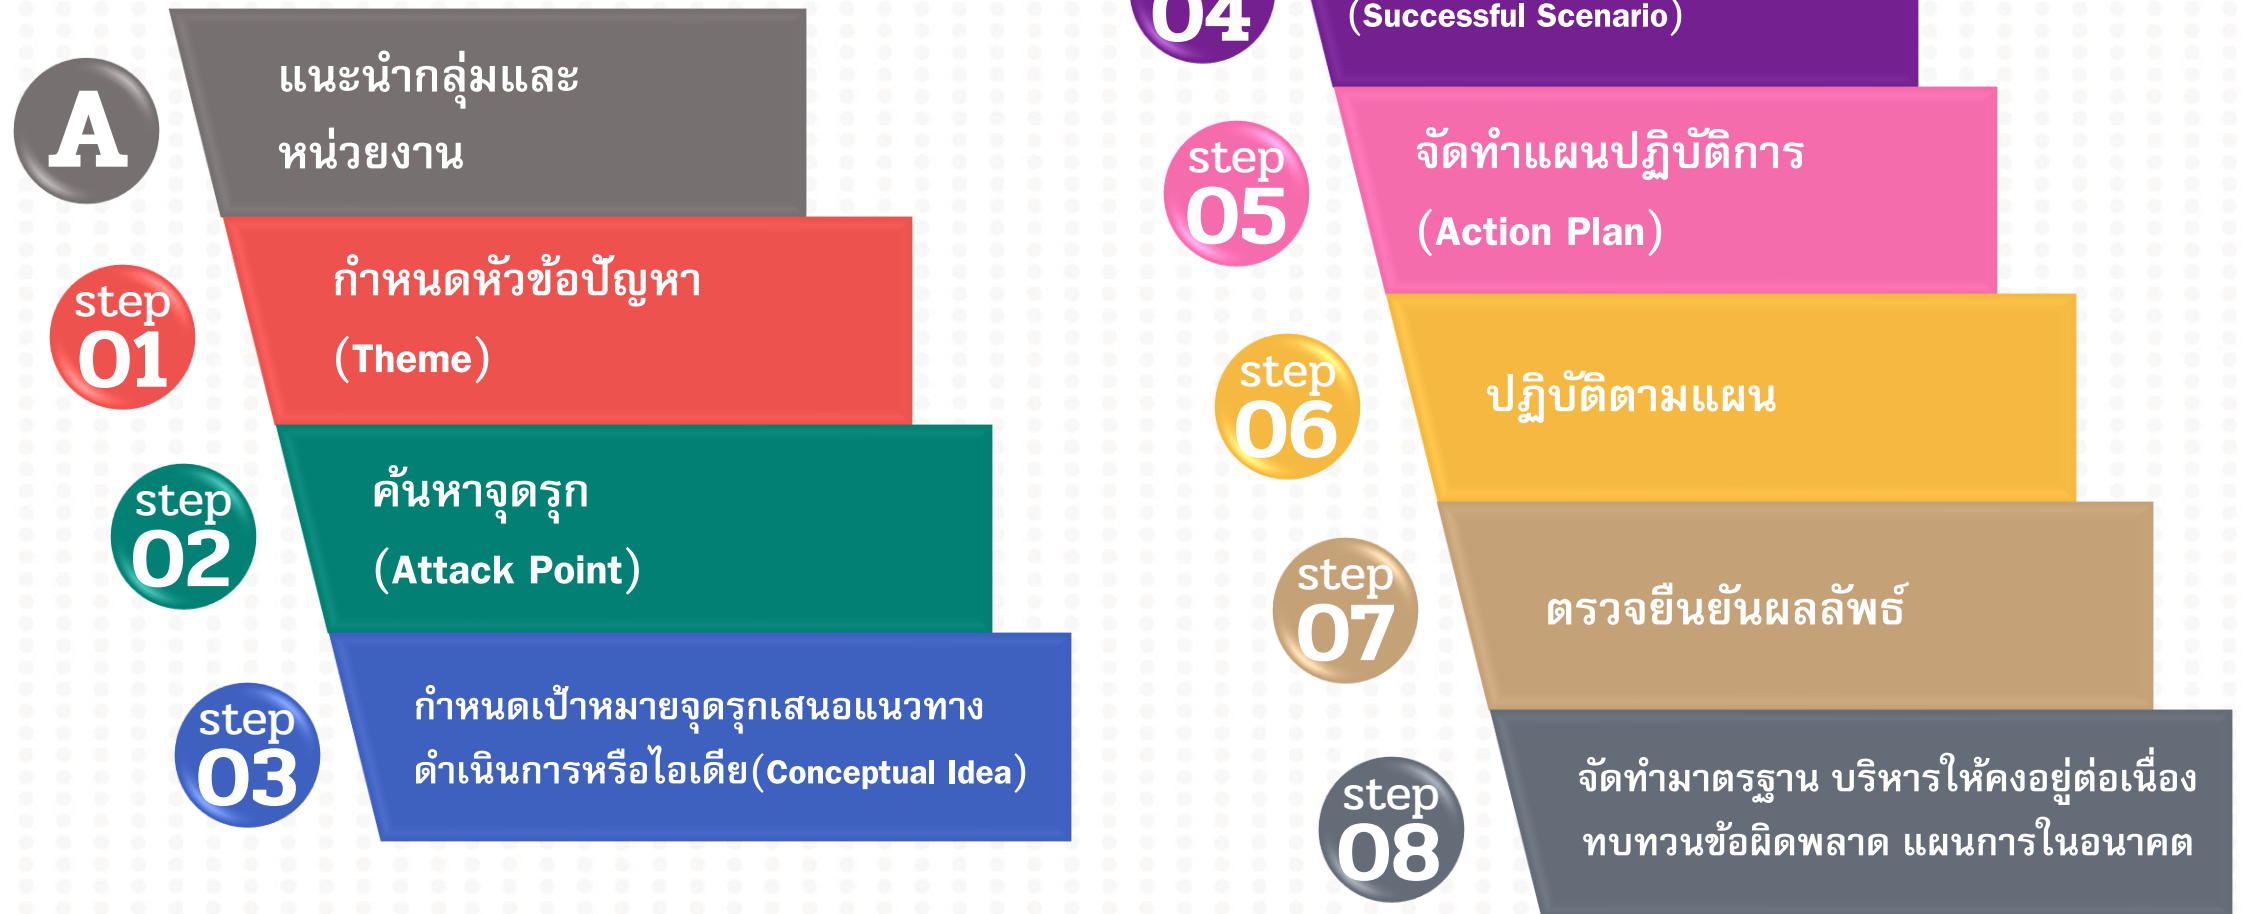 A
แนะนำกลุ่มและ
หน่วยงาน
step
01
กำหนดหัวข้อปัญหา
(Theme)
step
02
ค้นหาจุดรุก
(Attack Point)
step
03
กำหนดเป้าหมายจุดรุกเสนอแนวทาง
ดำเนินการหรือไอเดีย(Conceptual Idea)
04
(Successful Scenario)
step
05
จัดทำแผนปฏิบัติการ
(Action Plan)
step
06
ปฏิบัติตามแผน
step
07
ตรวจยืนยันผลลัพธ์
step
08
จัดทำมาตรฐาน บริหารให้คงอยู่ต่อเนื่อง
ทบทวนข้อผิดพลาด แผนการในอนาคต